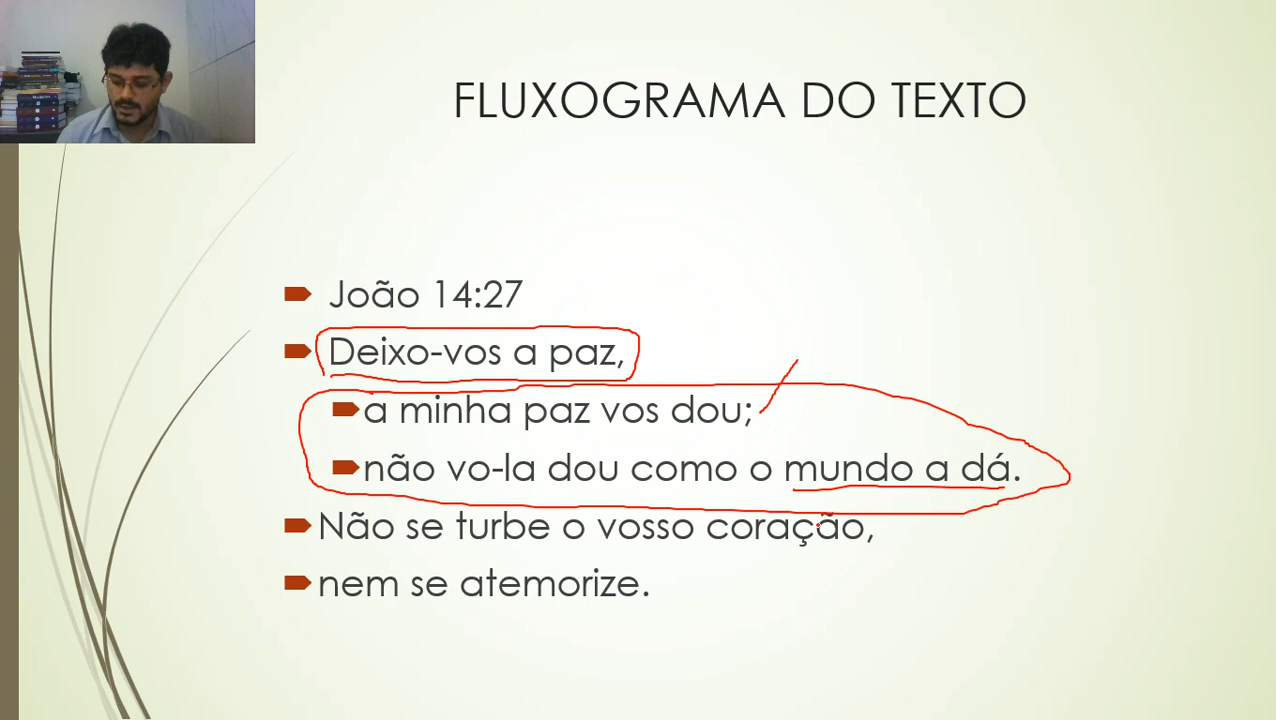 FLUXOGRAMA DO TEXTO
João 14:27
Deixo-vos a paz,
a minha paz vos dou;
não vo-la dou como o mundo a dá.
Não se turbe o vosso coração,
nem se atemorize.